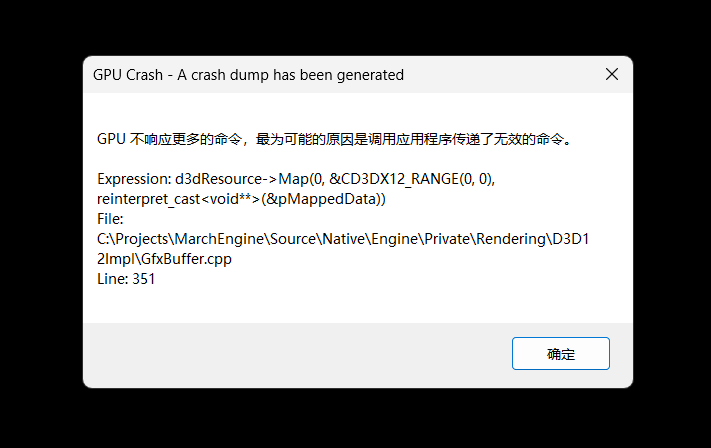 GPU Crash - A crash dump has been generated
GPU 不响应更多的命令，最为可能的原因是调用应用程序传递了无效的命令。
Expression: d3dResource->Map(0, &CD3DX12_RANGE(0, 0),
reinterpret_cast<void**>(&pMappedData))
File:
C:\Projects\MarchEngine\Source\Native\Engine\Private\Rendering\D3D1
2Impl\GfxBuffer.cpp
Line: 351
确定